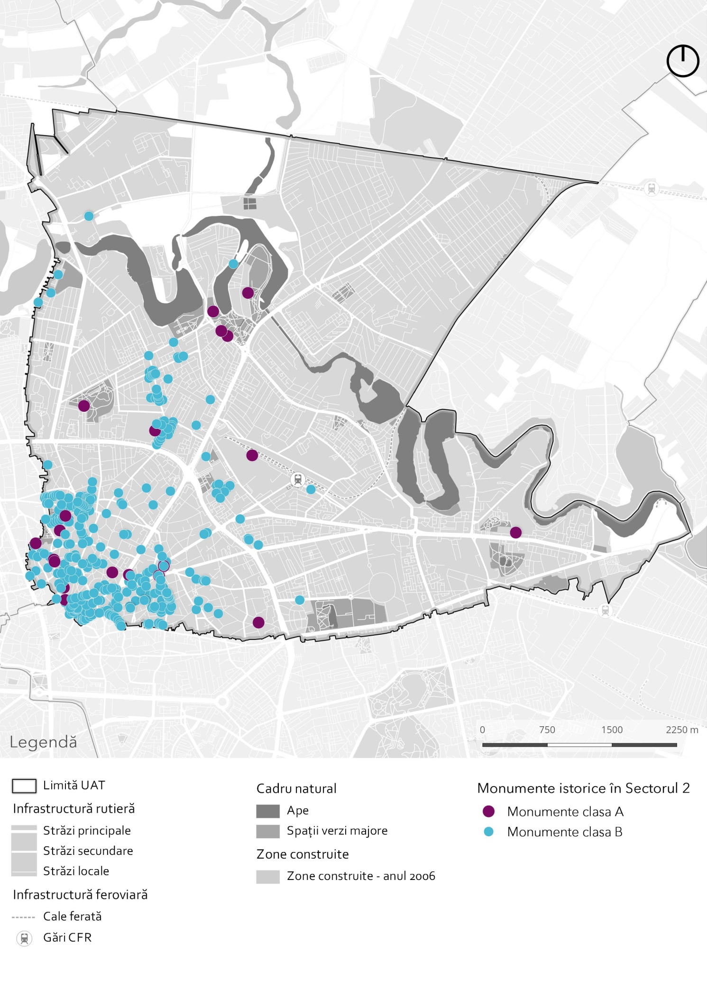 0 750 1500 2250 m
Legendă
Limită UAT
Infrastructură rutieră
Străzi principale
Străzi secundare
Străzi locale
Infrastructură feroviară
Cale ferată
Gări CFR
Cadru natural
Ape
Spații verzi majore
Zone construite
Zone construite - anul 2006
Monumente istorice în Sectorul 2
Monumente clasa A
Monumente clasa B